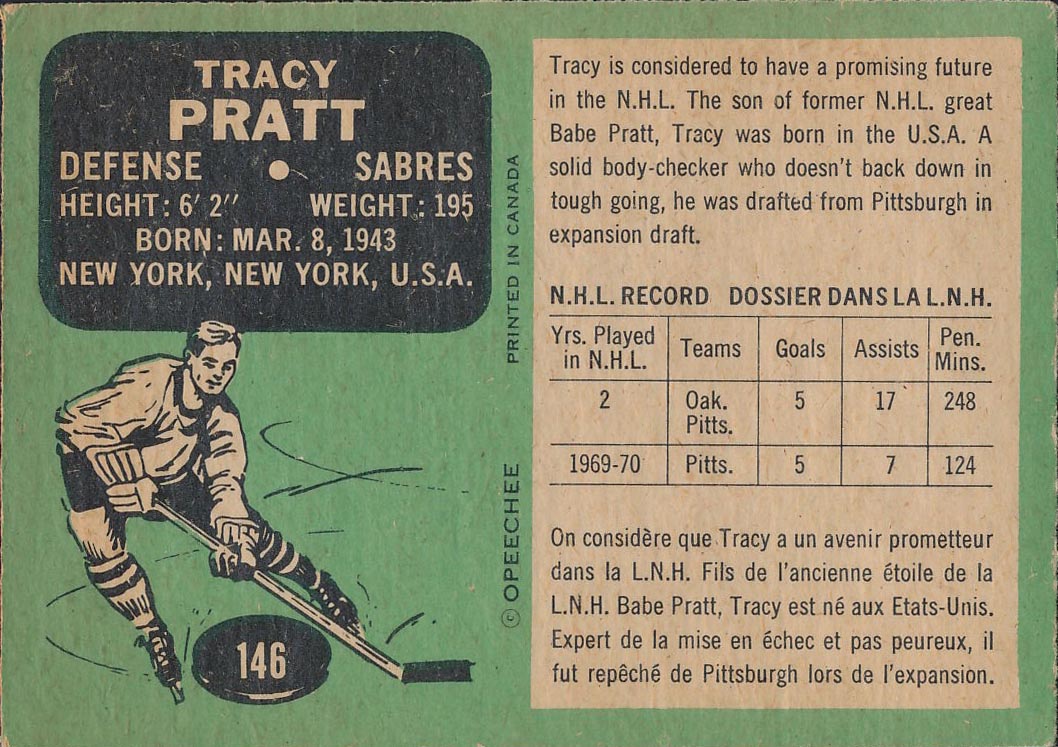 TRACY
PRATT
DEFENSE • SABRES
HEIGHT: 6' 2" WEIGHT: 195
BORN: MAR. 8, 1943
NEW YORK, NEW YORK, U.S.A.
146
© OPEECHEE PRINTED IN CANADA
Tracy is considered to have a promising future
in the N.H.L. The son of former N.H.L. great
Babe Pratt, Tracy was born in the U.S.A. A
solid body-checker who doesn't back down in
tough going, he was drafted from Pittsburgh in
expansion draft.
N.H.L. RECORD DOSSIER DANS LA L.N.H.
Yrs. Played in N.H.L. Teams Goals Assists Pen. Mins.
2 Oak. Pitts. 5 17 248
1969-70 Pitts. 5 7 124
On considère que Tracy a un avenir prometteur
dans la L.N.H. Fils de l'ancienne étoile de la
L.N.H. Babe Pratt, Tracy est né aux Etats-Unis.
Expert de la mise en échec et pas peureux, il
fut repêché de Pittsburgh lors de l'expansion.